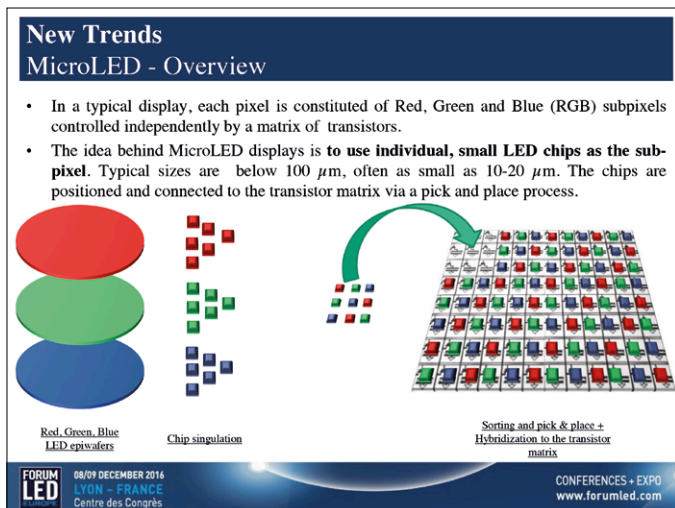 New Trends
MicroLED - Overview
• In a typical display, each pixel is constituted of Red, Green and Blue (RGB) subpixels
controlled independently by a matrix of transistors.
• The idea behind MicroLED displays is to use individual, small LED chips as the sub-
pixel. Typical sizes are below 100 µm, often as small as 10-20 µm. The chips are
positioned and connected to the transistor matrix via a pick and place process.
Red, Green, Blue
LED epiwafers
Chip singulation
Sorting and pick & place +
Hybridization to the transistor
matrix
FORUM
LED
EUROPE
08/09 DECEMBER 2016
LYON – FRANCE
Centre des Congrès
CONFERENCES + EXPO
www.forumled.com